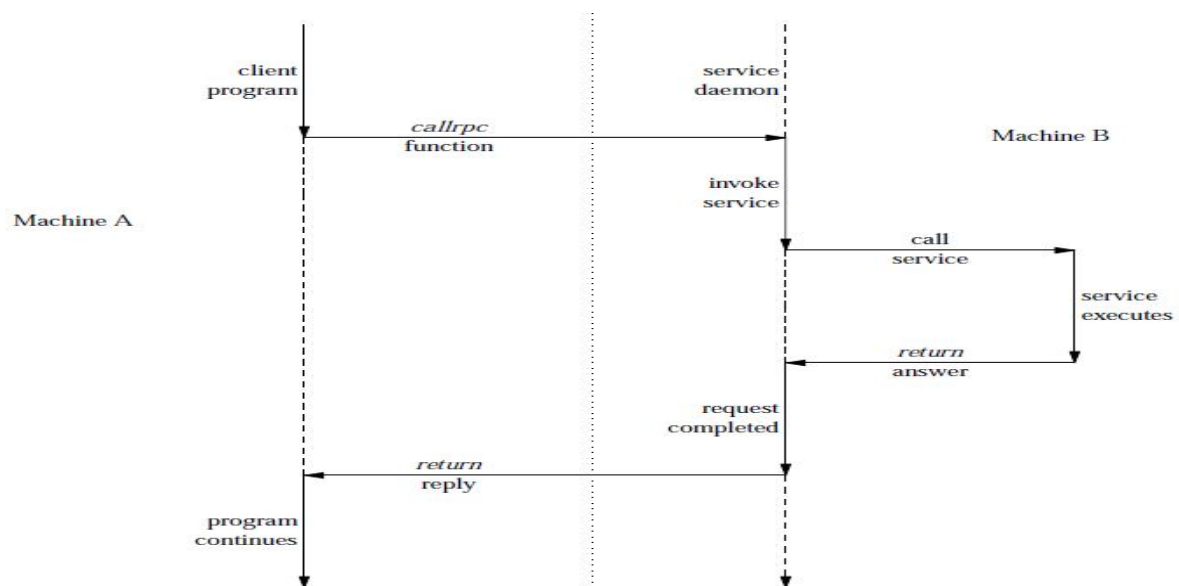 client
program
service
daemon
callrpc
function
Machine B
invoke
service
Machine A
call
service
service
executes
return
answer
request
completed
return
reply
program
continues